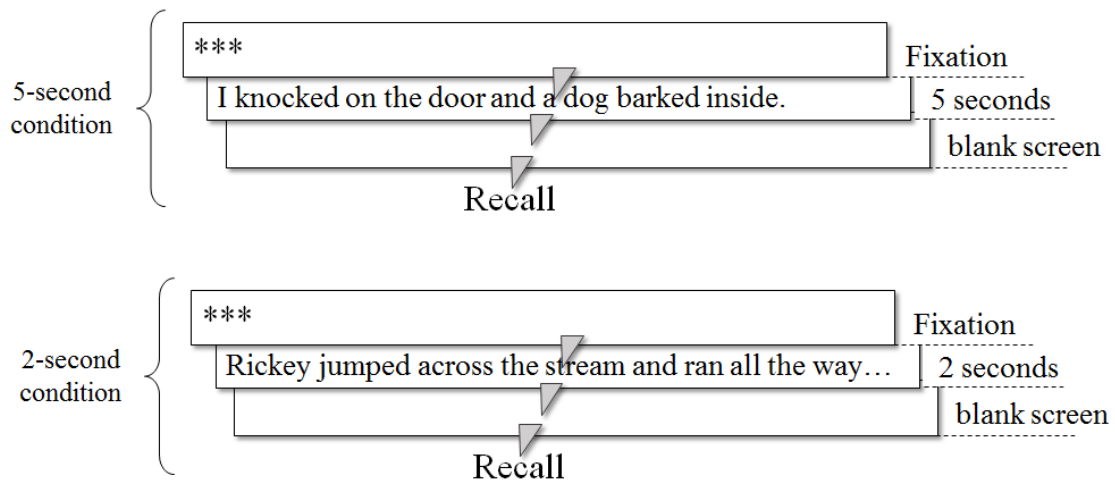 ***
Fixation
5-second
condition
I knocked on the door and a dog barked inside.
5 seconds
blank screen
Recall
***
Fixation
2-second
condition
Rickey jumped across the stream and ran all the way…
2 seconds
blank screen
Recall